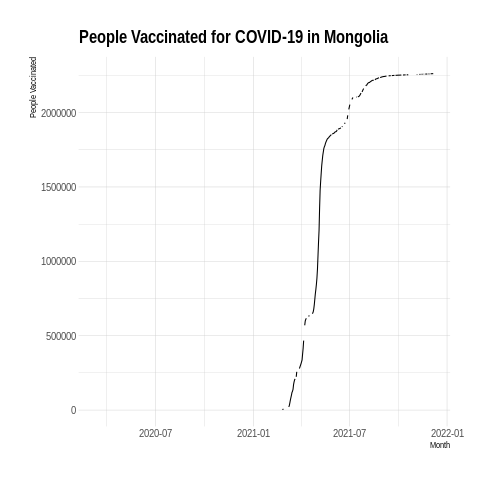 People Vaccinated for COVID-19 in Mongolia
People Vaccinated
2000000
1500000
1000000
500000
0
2020-07 2021-01 2021-07 2022-01
Month